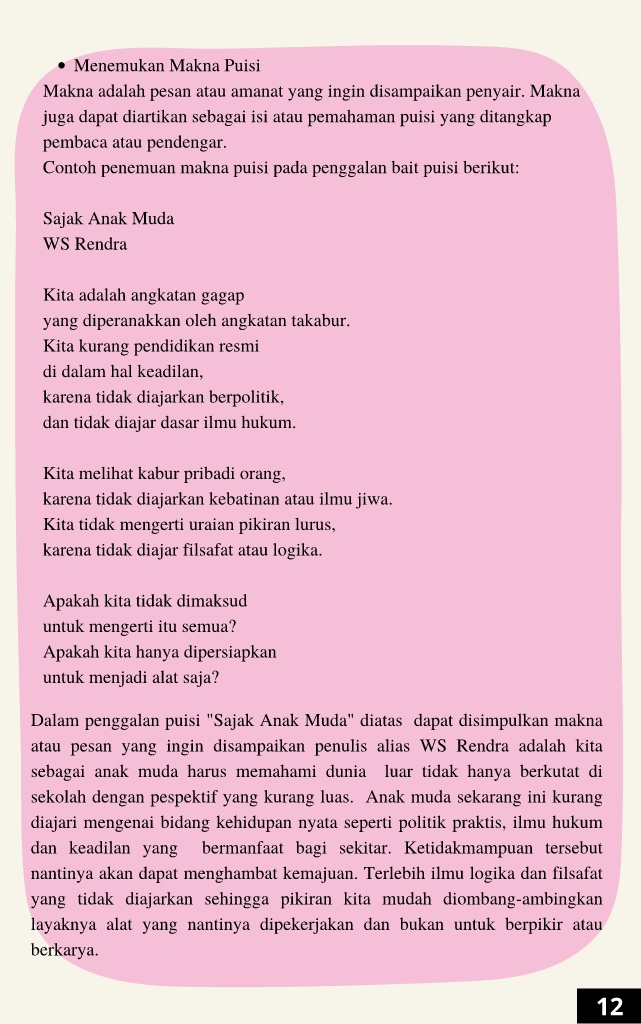 • Menemukan Makna Puisi
Makna adalah pesan atau amanat yang ingin disampaikan penyair. Makna
juga dapat diartikan sebagai isi atau pemahaman puisi yang ditangkap
pembaca atau pendengar.
Contoh penemuan makna puisi pada penggalan bait puisi berikut:
Sajak Anak Muda
WS Rendra
Kita adalah angkatan gagap
yang diperanakkan oleh angkatan takabur.
Kita kurang pendidikan resmi
di dalam hal keadilan,
karena tidak diajarkan berpolitik,
dan tidak diajar dasar ilmu hukum.
Kita melihat kabur pribadi orang,
karena tidak diajarkan kebatinan atau ilmu jiwa.
Kita tidak mengerti uraian pikiran lurus,
karena tidak diajar filsafat atau logika.
Apakah kita tidak dimaksud
untuk mengerti itu semua?
Apakah kita hanya dipersiapkan
untuk menjadi alat saja?
Dalam penggalan puisi "Sajak Anak Muda" diatas dapat disimpulkan makna
atau pesan yang ingin disampaikan penulis alias WS Rendra adalah kita
sebagai anak muda harus memahami dunia luar tidak hanya berkutat di
sekolah dengan pespektif yang kurang luas. Anak muda sekarang ini kurang
diajari mengenai bidang kehidupan nyata seperti politik praktis, ilmu hukum
dan keadilan yang bermanfaat bagi sekitar. Ketidakmampuan tersebut
nantinya akan dapat menghambat kemajuan. Terlebih ilmu logika dan filsafat
yang tidak diajarkan sehingga pikiran kita mudah diombang-ambingkan
layaknya alat yang nantinya dipekerjakan dan bukan untuk berpikir atau
berkarya.
12